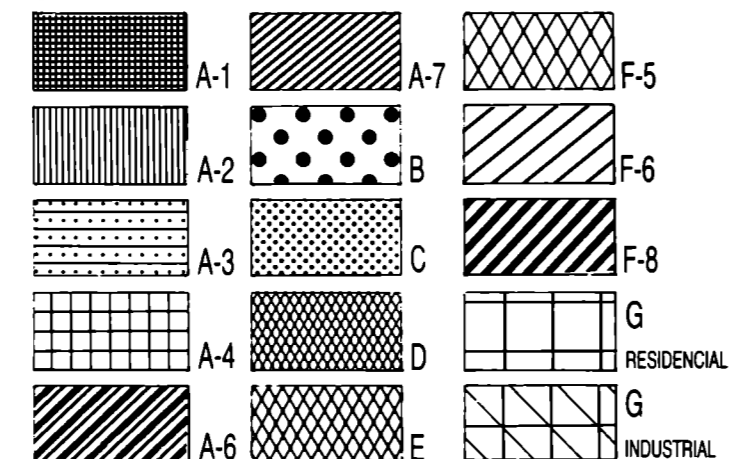 A-1 A-7 F-5
A-2 B F-6
A-3 C F-8
A-4 D G RESIDENCIAL
A-6 E G INDUSTRIAL